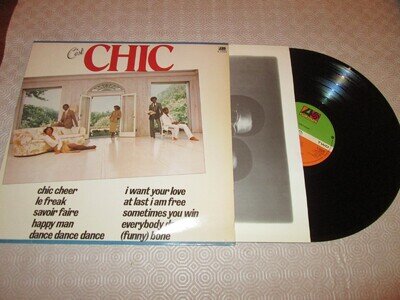 C'est
CHIC
chic cheer
le freak
savoir faire
happy man
dance dance dance
i want your love
at last i am free
sometimes you win
everybody
(funny) bone